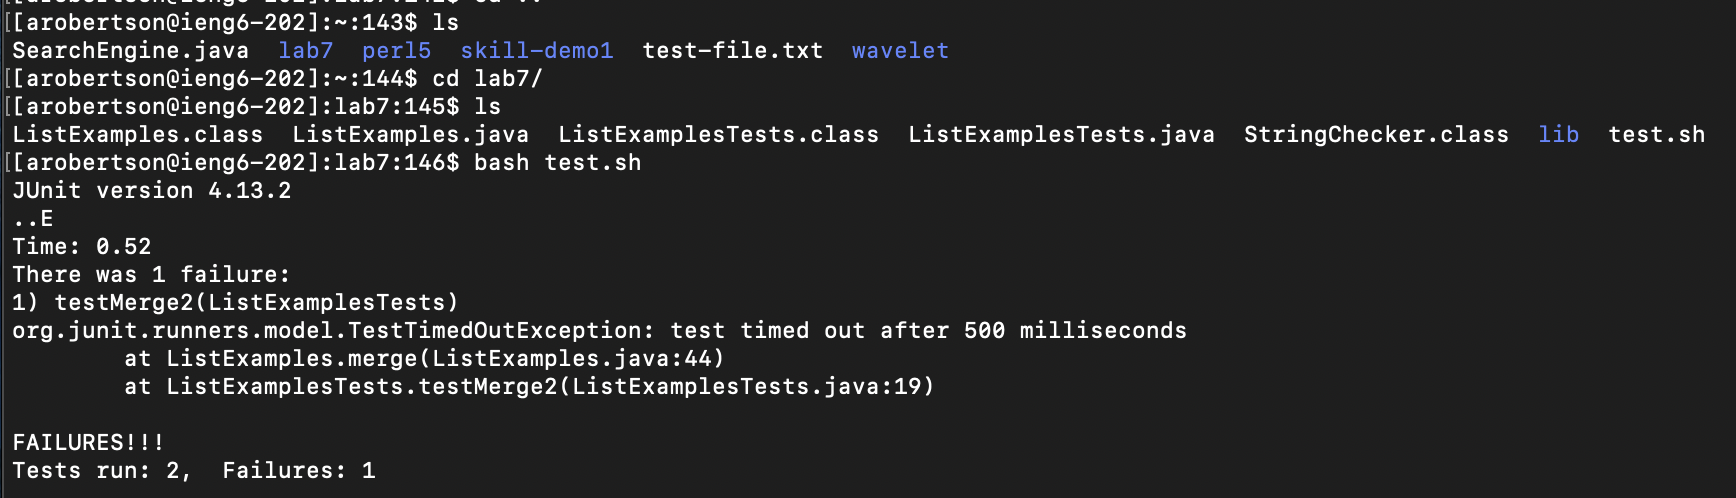 [[arobertson@ieng6-202]:~:143$ ls
SearchEngine.java  lab7  perl5  skill-demo1  test-file.txt  wavelet
[[arobertson@ieng6-202]:~:144$ cd lab7/
[[arobertson@ieng6-202]:lab7:145$ ls
ListExamples.class  ListExamples.java  ListExamplesTests.class  ListExamplesTests.java  StringChecker.class  lib  test.sh
[[arobertson@ieng6-202]:lab7:146$ bash test.sh
JUnit version 4.13.2
..E
Time: 0.52
There was 1 failure:
1) testMerge2(ListExamplesTests)
org.junit.runners.model.TestTimedOutException: test timed out after 500 milliseconds
        at ListExamples.merge(ListExamples.java:44)
        at ListExamplesTests.testMerge2(ListExamplesTests.java:19)
FAILURES!!!
Tests run: 2,  Failures: 1